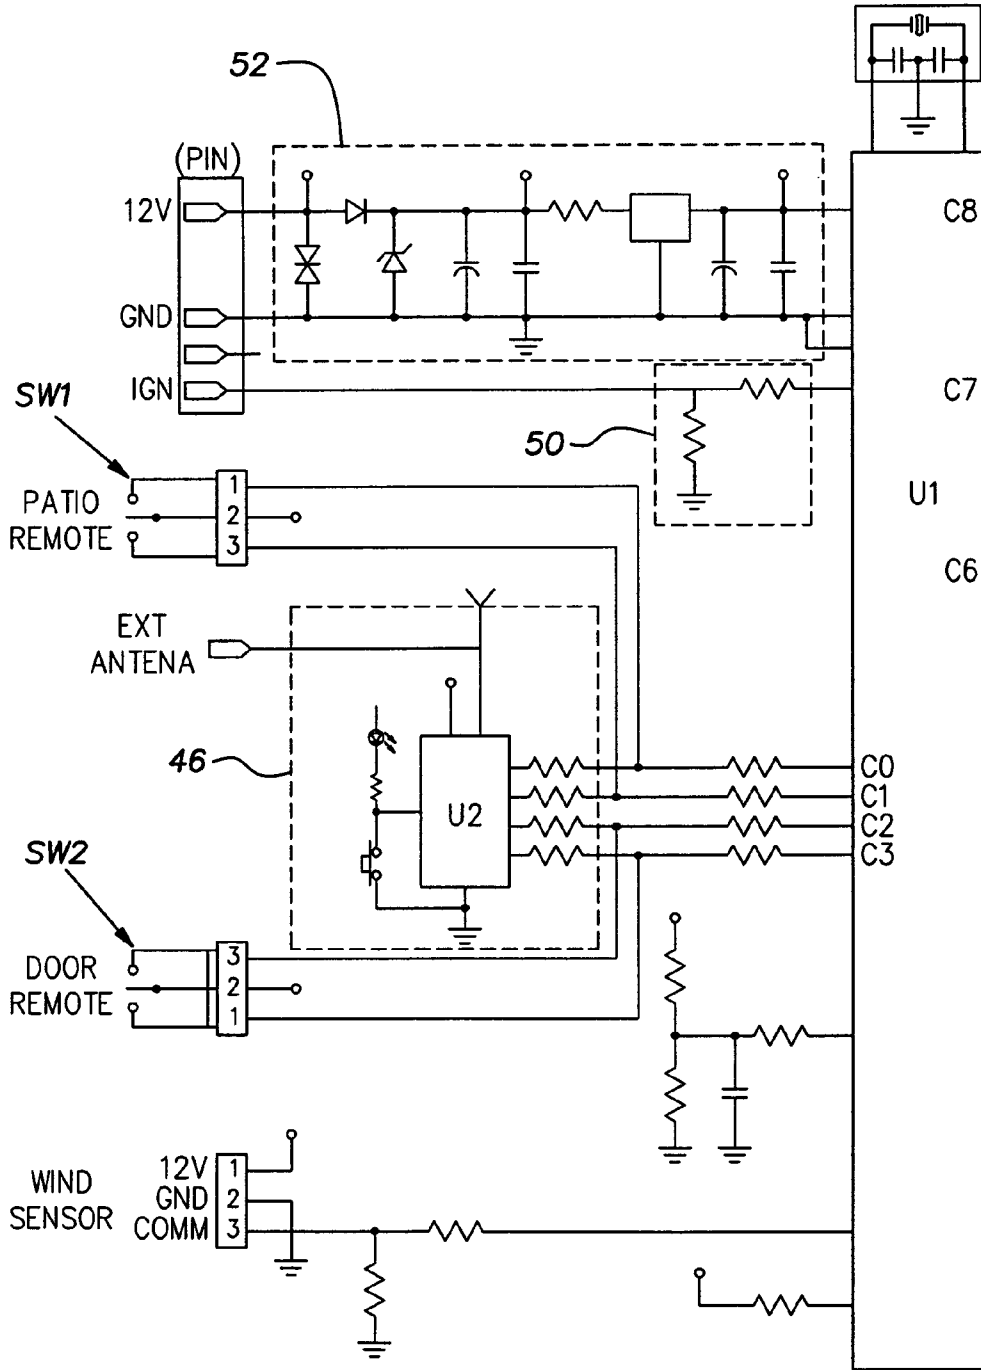 52
(PIN)
12V
C8
GND
IGN
C7
SW1
50
1
PATIO
REMOTE
2
3
U1
C6
EXT
ANTENA
46
C0
U2
C1
C2
C3
SW2
3
DOOR
REMOTE
2
1
WIND
SENSOR
12V 1
GND 2
COMM 3